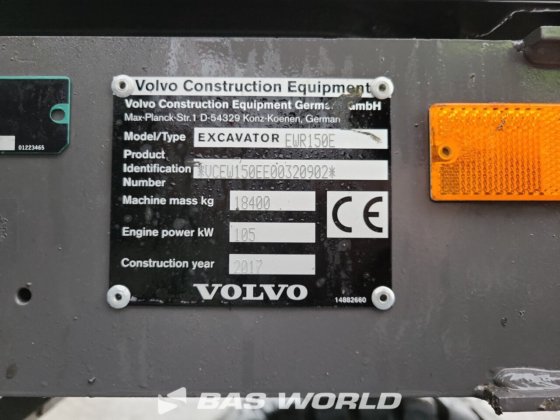 Volvo Construction Equipment
Volvo Construction Equipment German GmbH
Max-Planck-Str.1 D-54329 Konz-Koenen, German
Model/Type EXCAVATOR EWR150E
Product
Identification *VCEW150EE00320902*
Number
Machine mass kg 18400
Engine power kW 105
Construction year 2017
CE
VOLVO
14882660
01223465
BAS WORLD